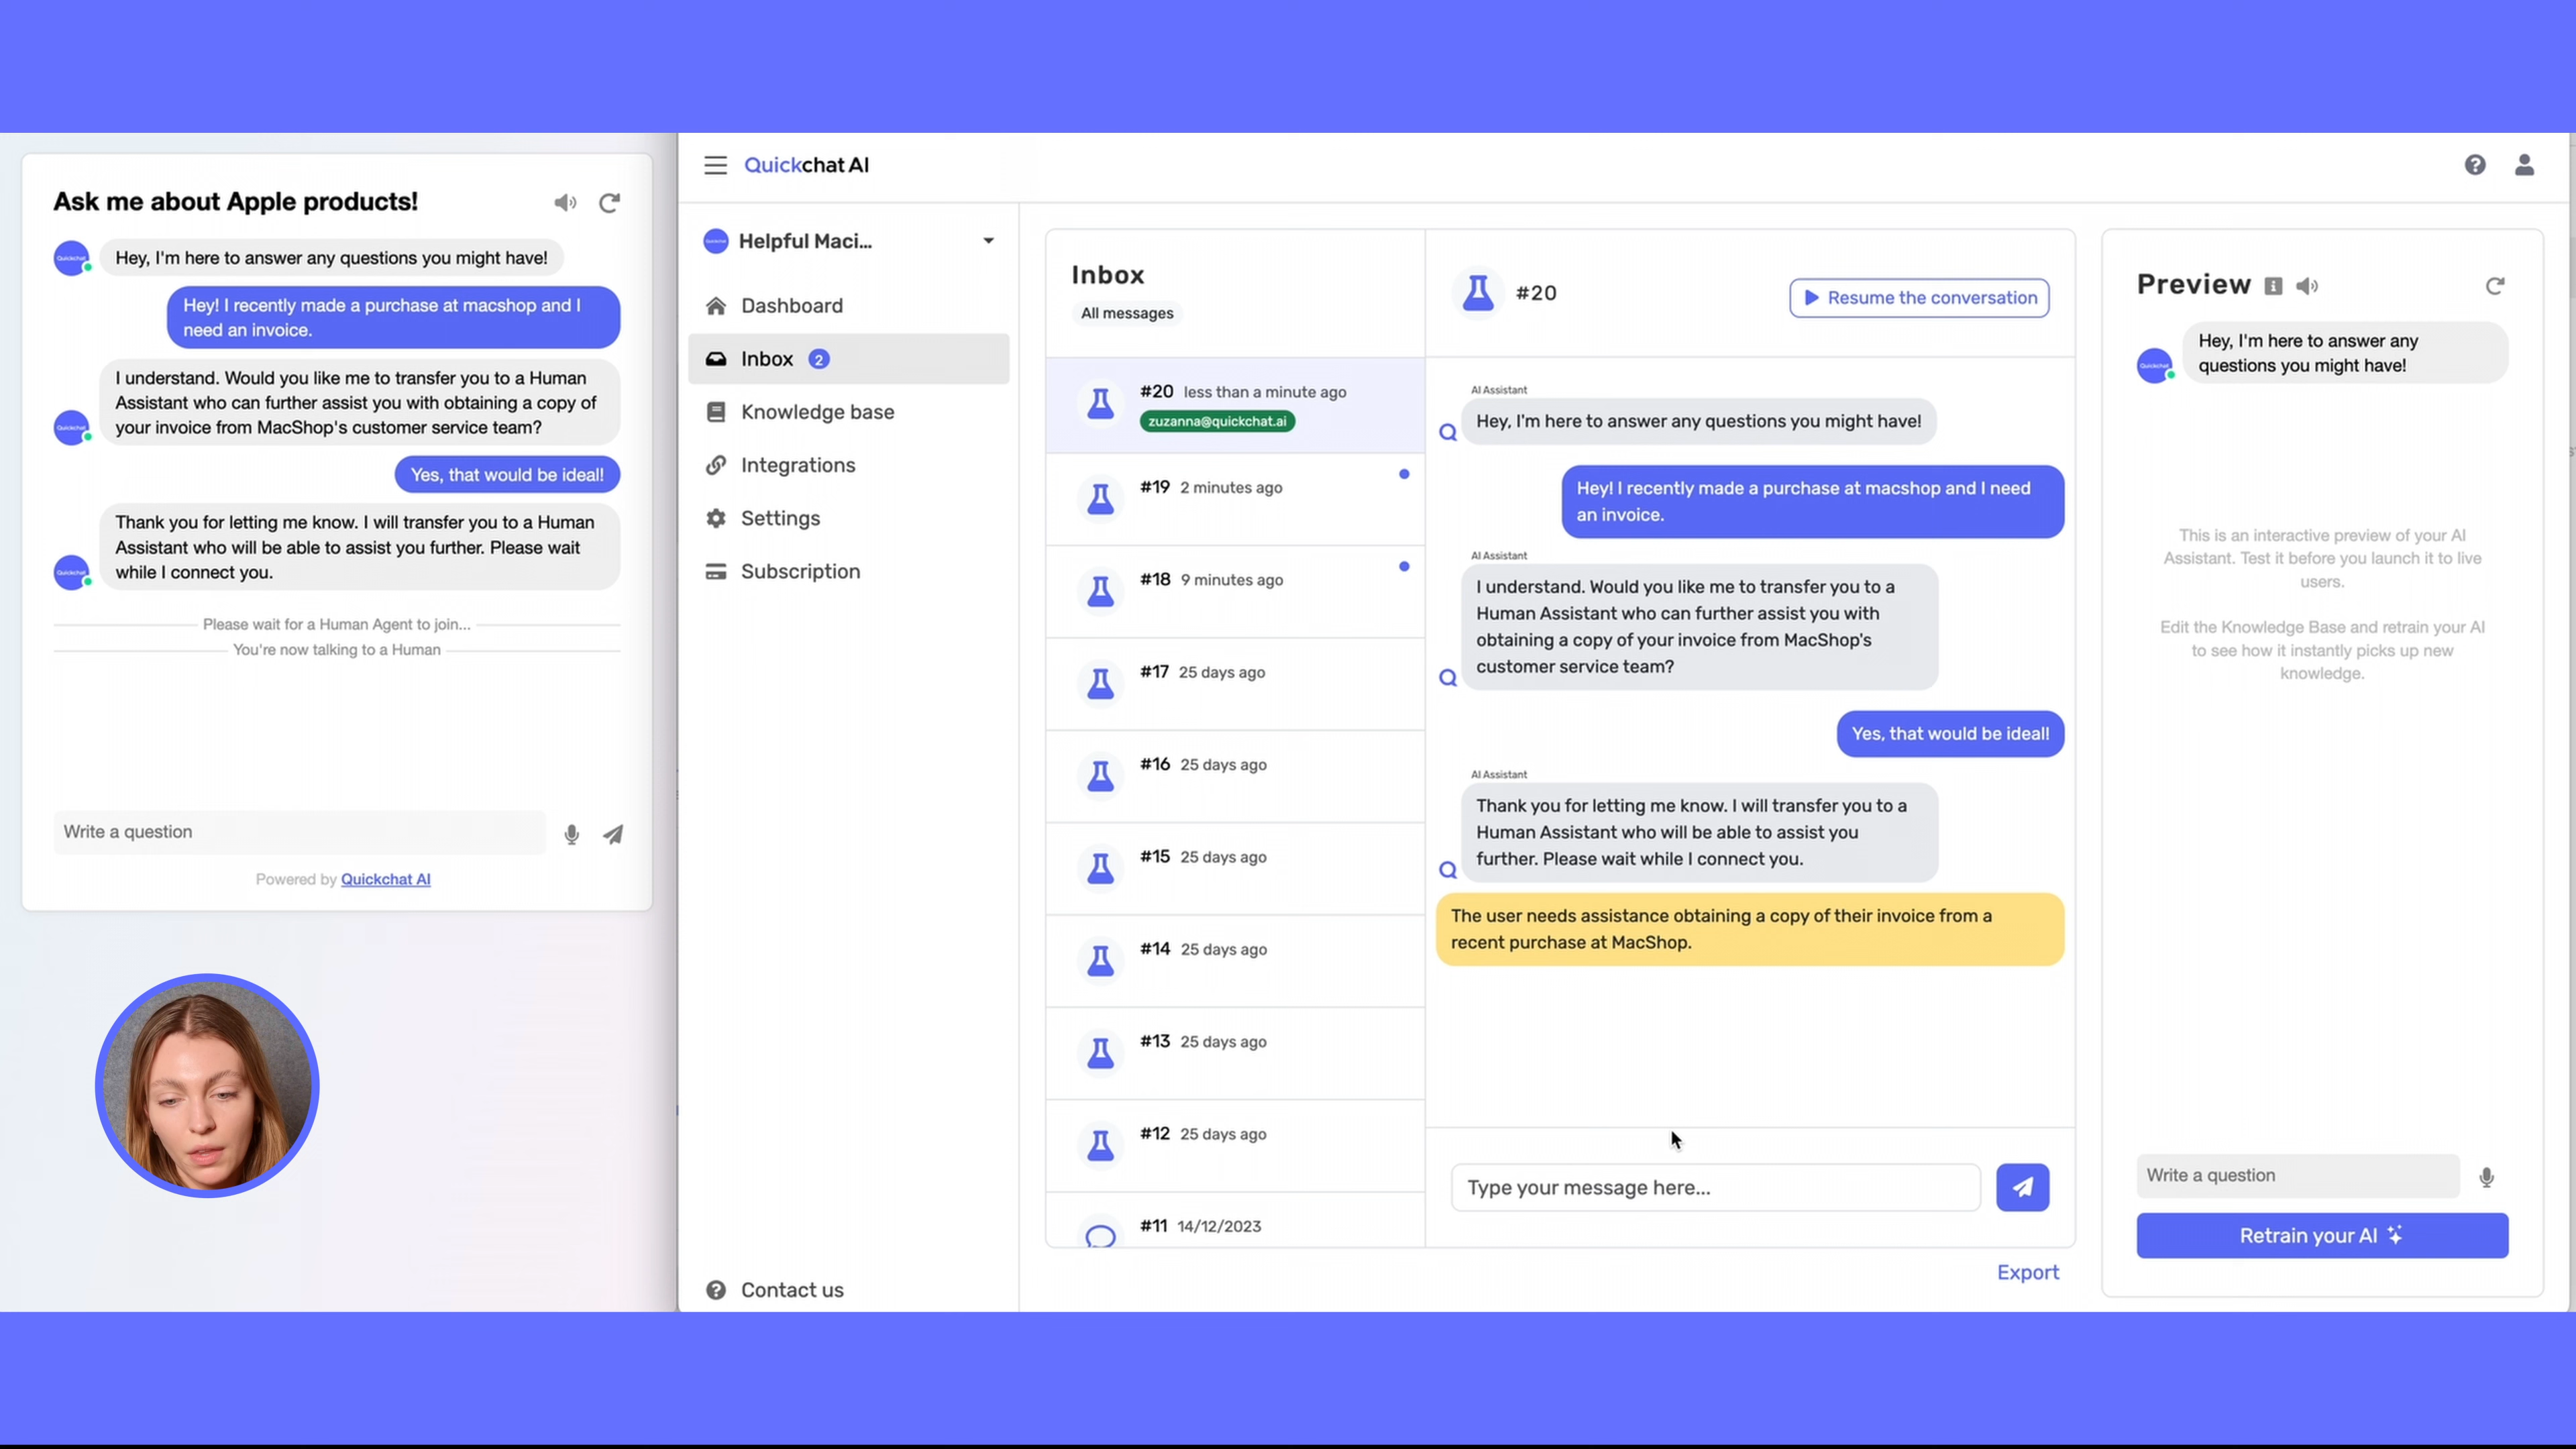 Ask me about Apple products!
Quickchat
Hey, I'm here to answer any questions you might have!
Hey! I recently made a purchase at macshop and I
need an invoice.
I understand. Would you like me to transfer you to a Human
Assistant who can further assist you with obtaining a copy of
Quickchat
your invoice from MacShop's customer service team?
Yes, that would be ideal!
Thank you for letting me know. I will transfer you to a Human
Assistant who will be able to assist you further. Please wait
Quickchat
while I connect you.
Please wait for a Human Agent to join...
You're now talking to a Human
Write a question
Powered by Quickchat AI
Quickchat AI
Helpful Maci...
Dashboard
Inbox 2
Knowledge base
Integrations
Settings
Subscription
Contact us
Inbox
All messages
#20 less than a minute ago
zuzanna@quickchat.ai
#19 2 minutes ago
#18 9 minutes ago
#17 25 days ago
#16 25 days ago
#15 25 days ago
#14 25 days ago
#13 25 days ago
#12 25 days ago
#11 14/12/2023
#20
Resume the conversation
AI Assistant
Hey, I'm here to answer any questions you might have!
Hey! I recently made a purchase at macshop and I need
an invoice.
AI Assistant
I understand. Would you like me to transfer you to a
Human Assistant who can further assist you with
obtaining a copy of your invoice from MacShop's
customer service team?
Yes, that would be ideal!
AI Assistant
Thank you for letting me know. I will transfer you to a
Human Assistant who will be able to assist you
further. Please wait while I connect you.
The user needs assistance obtaining a copy of their invoice from a
recent purchase at MacShop.
Type your message here...
Export
Preview
Hey, I'm here to answer any
questions you might have!
Quickchat
This is an interactive preview of your AI
Assistant. Test it before you launch it to live
users.
Edit the Knowledge Base and retrain your AI
to see how it instantly picks up new
knowledge.
Write a question
Retrain your AI